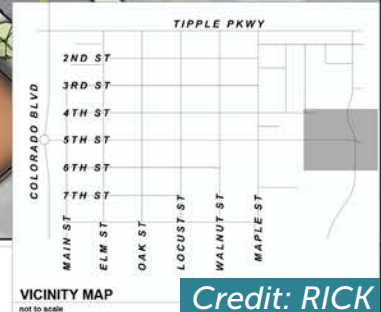 TIPPLE PKWY
2ND ST
3RD ST
4TH ST
5TH ST
6TH ST
7TH ST
COLORADO BLVD
MAIN ST
ELM ST
OAK ST
LOCUST ST
WALNUT ST
MAPLE ST
VICINITY MAP
not to scale
Credit: RICK